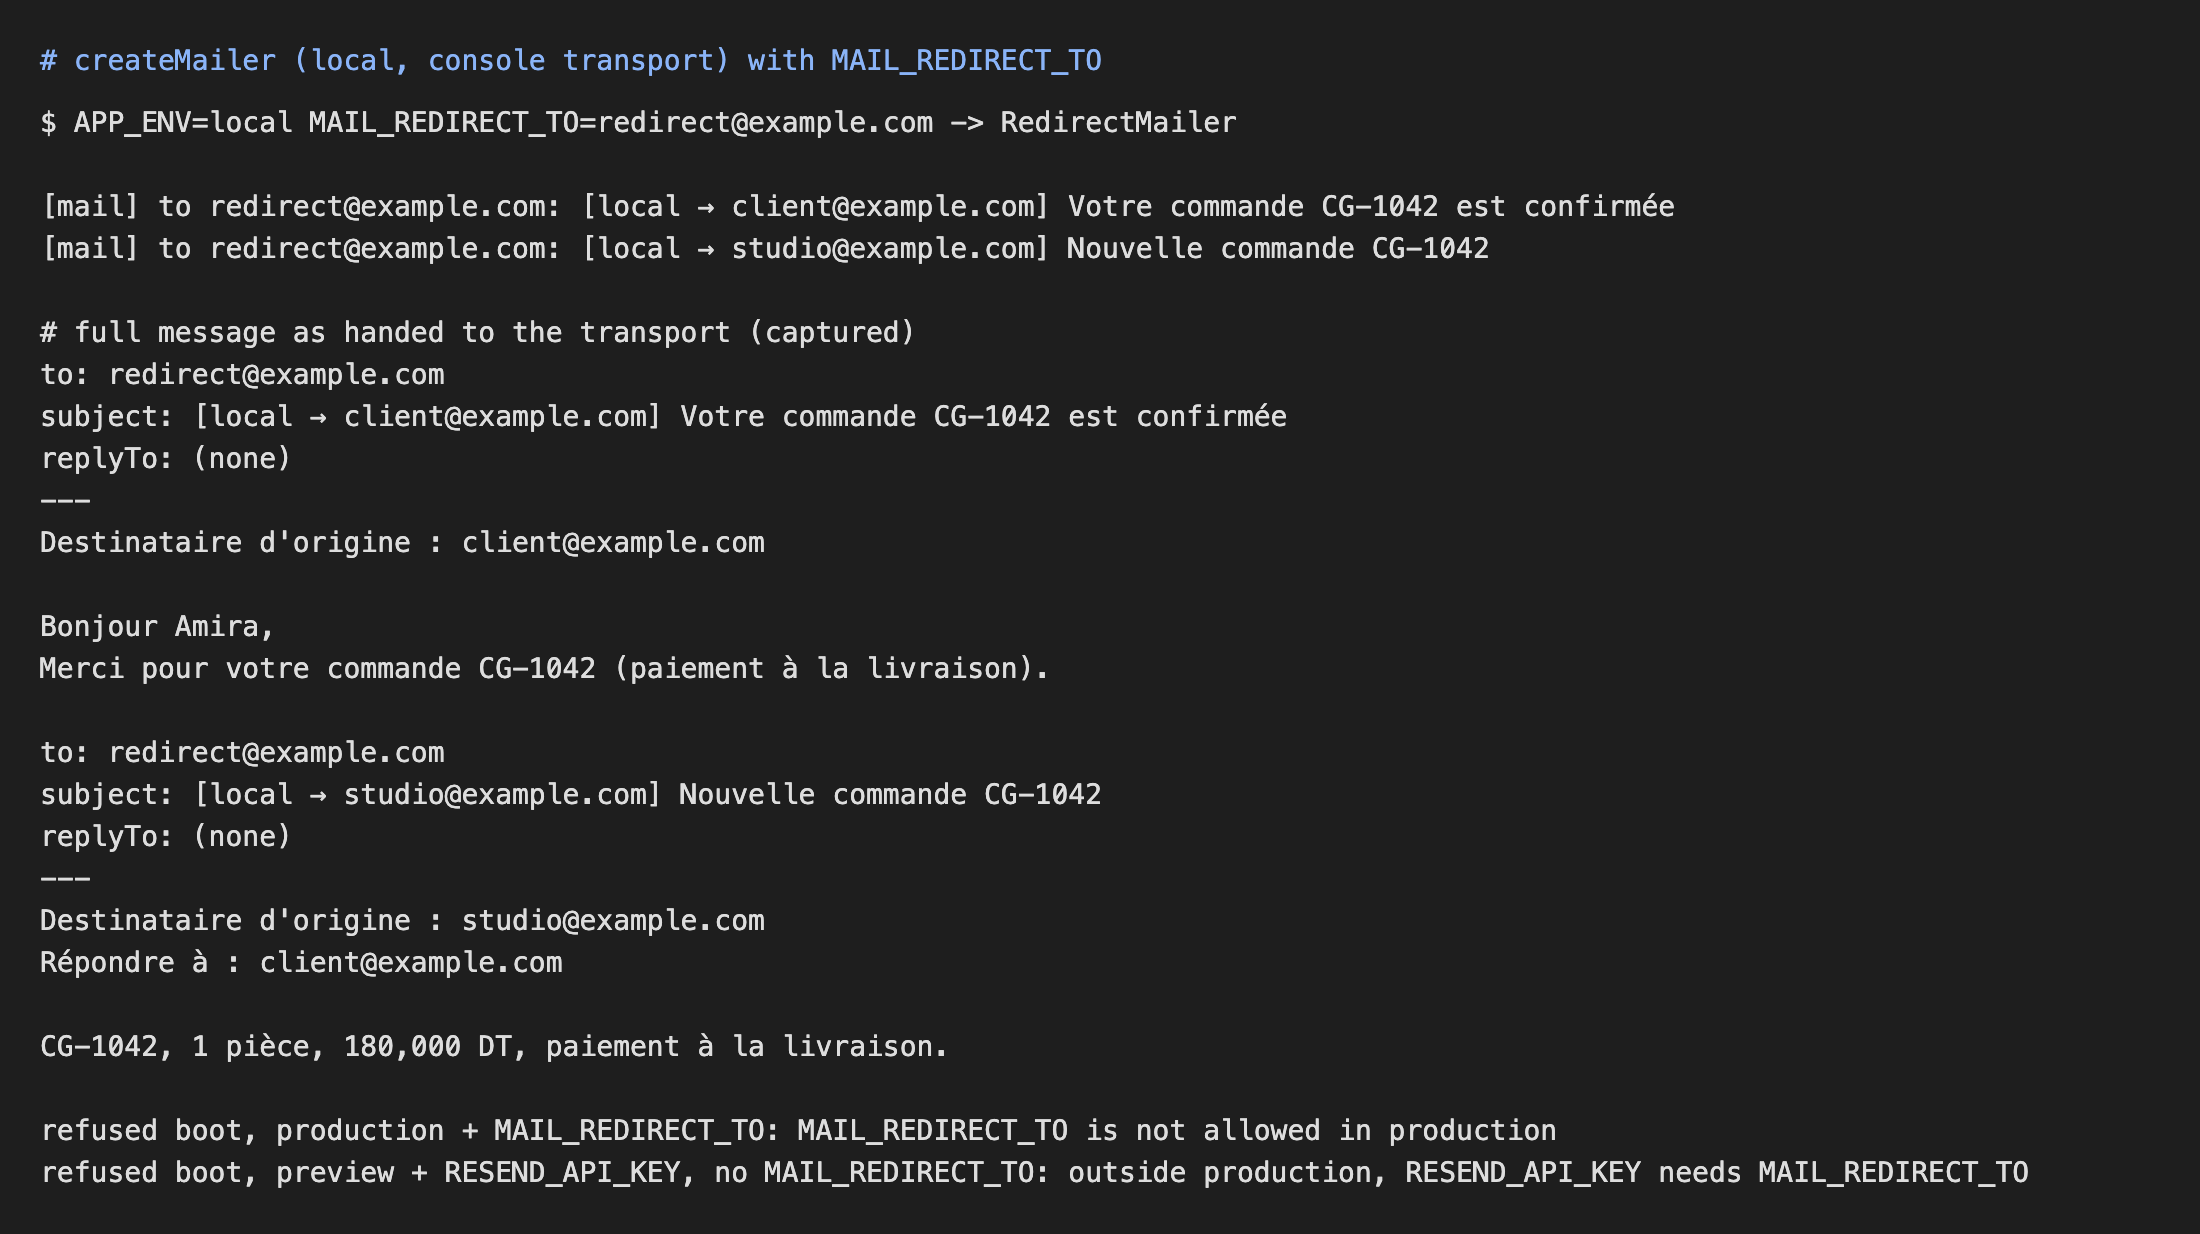 # createMailer (local, console transport) with MAIL_REDIRECT_TO
$ APP_ENV=local MAIL_REDIRECT_TO=redirect@example.com -> RedirectMailer
[mail] to redirect@example.com: [local → client@example.com] Votre commande CG-1042 est confirmée
[mail] to redirect@example.com: [local → studio@example.com] Nouvelle commande CG-1042
# full message as handed to the transport (captured)
to: redirect@example.com
subject: [local → client@example.com] Votre commande CG-1042 est confirmée
replyTo: (none)
---
Destinataire d'origine : client@example.com
Bonjour Amira,
Merci pour votre commande CG-1042 (paiement à la livraison).
to: redirect@example.com
subject: [local → studio@example.com] Nouvelle commande CG-1042
replyTo: (none)
---
Destinataire d'origine : studio@example.com
Répondre à : client@example.com
CG-1042, 1 pièce, 180,000 DT, paiement à la livraison.
refused boot, production + MAIL_REDIRECT_TO: MAIL_REDIRECT_TO is not allowed in production
refused boot, preview + RESEND_API_KEY, no MAIL_REDIRECT_TO: outside production, RESEND_API_KEY needs MAIL_REDIRECT_TO